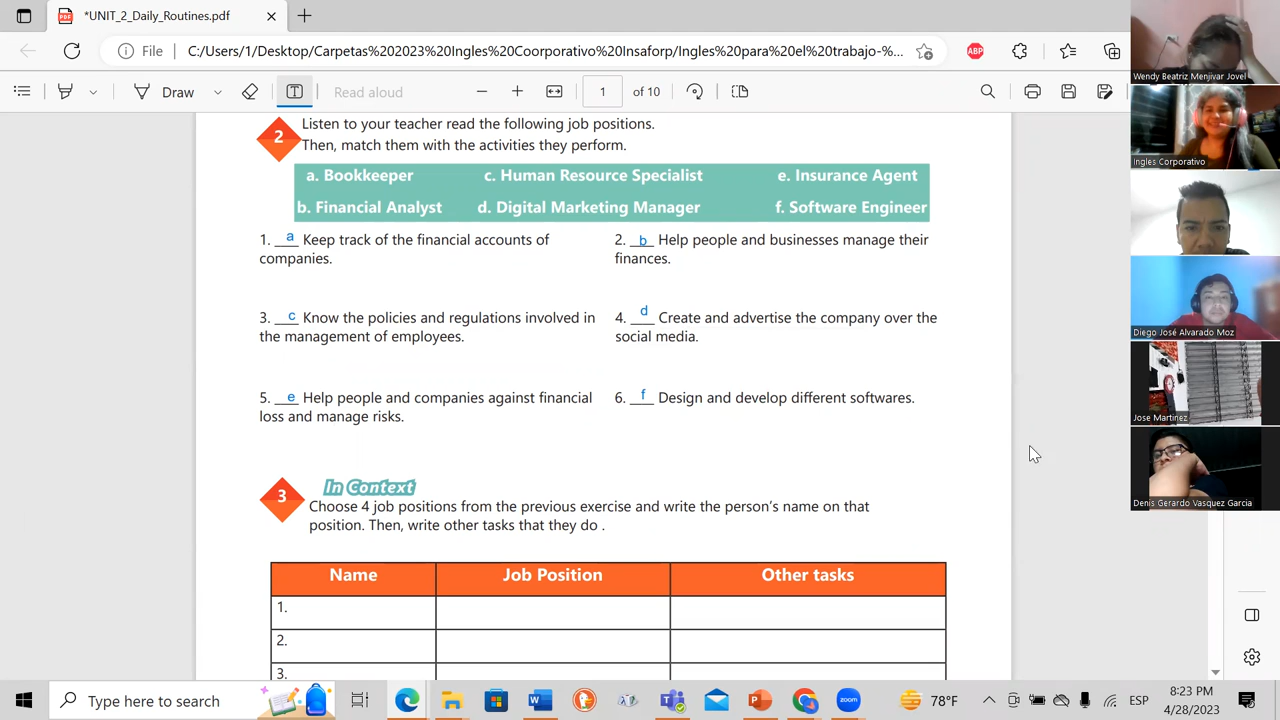 *UNIT_2_Daily_Routines.pdf
File
C:/Users/1/Desktop/Carpetas%202023%20Ingles%20Coorporativo%20Insaforp/Ingles%20para%20el%20trabajo-%...
ABP
Draw
Read aloud
1 of 10
2
Listen to your teacher read the following job positions.
Then, match them with the activities they perform.
a. Bookkeeper c. Human Resource Specialist e. Insurance Agent
b. Financial Analyst d. Digital Marketing Manager f. Software Engineer
1. a Keep track of the financial accounts of
companies.
2. b Help people and businesses manage their
finances.
3. c Know the policies and regulations involved in
the management of employees.
4. d Create and advertise the company over the
social media.
5. e Help people and companies against financial
loss and manage risks.
6. f Design and develop different softwares.
3
In Context
Choose 4 job positions from the previous exercise and write the person's name on that
position. Then, write other tasks that they do .
Name Job Position Other tasks
1.
2.
3.
Wendy Beatriz Menjivar Jovel
Ingles Corporativo
Diego José Alvarado Moz
Jose Martinez
Denis Gerardo Vasquez Garcia
Type here to search
zoom
78°F
ESP
8:23 PM
4/28/2023